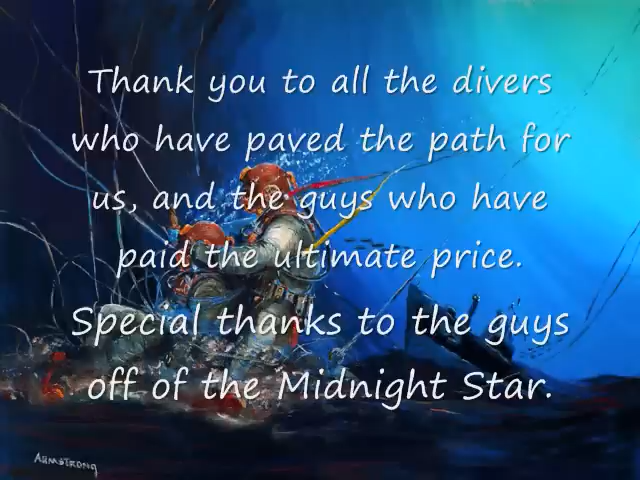 Thank you to all the divers
who have paved the path for
us, and the guys who have
paid the ultimate price.
Special thanks to the guys
off of the Midnight Star.
ARMSTRONG